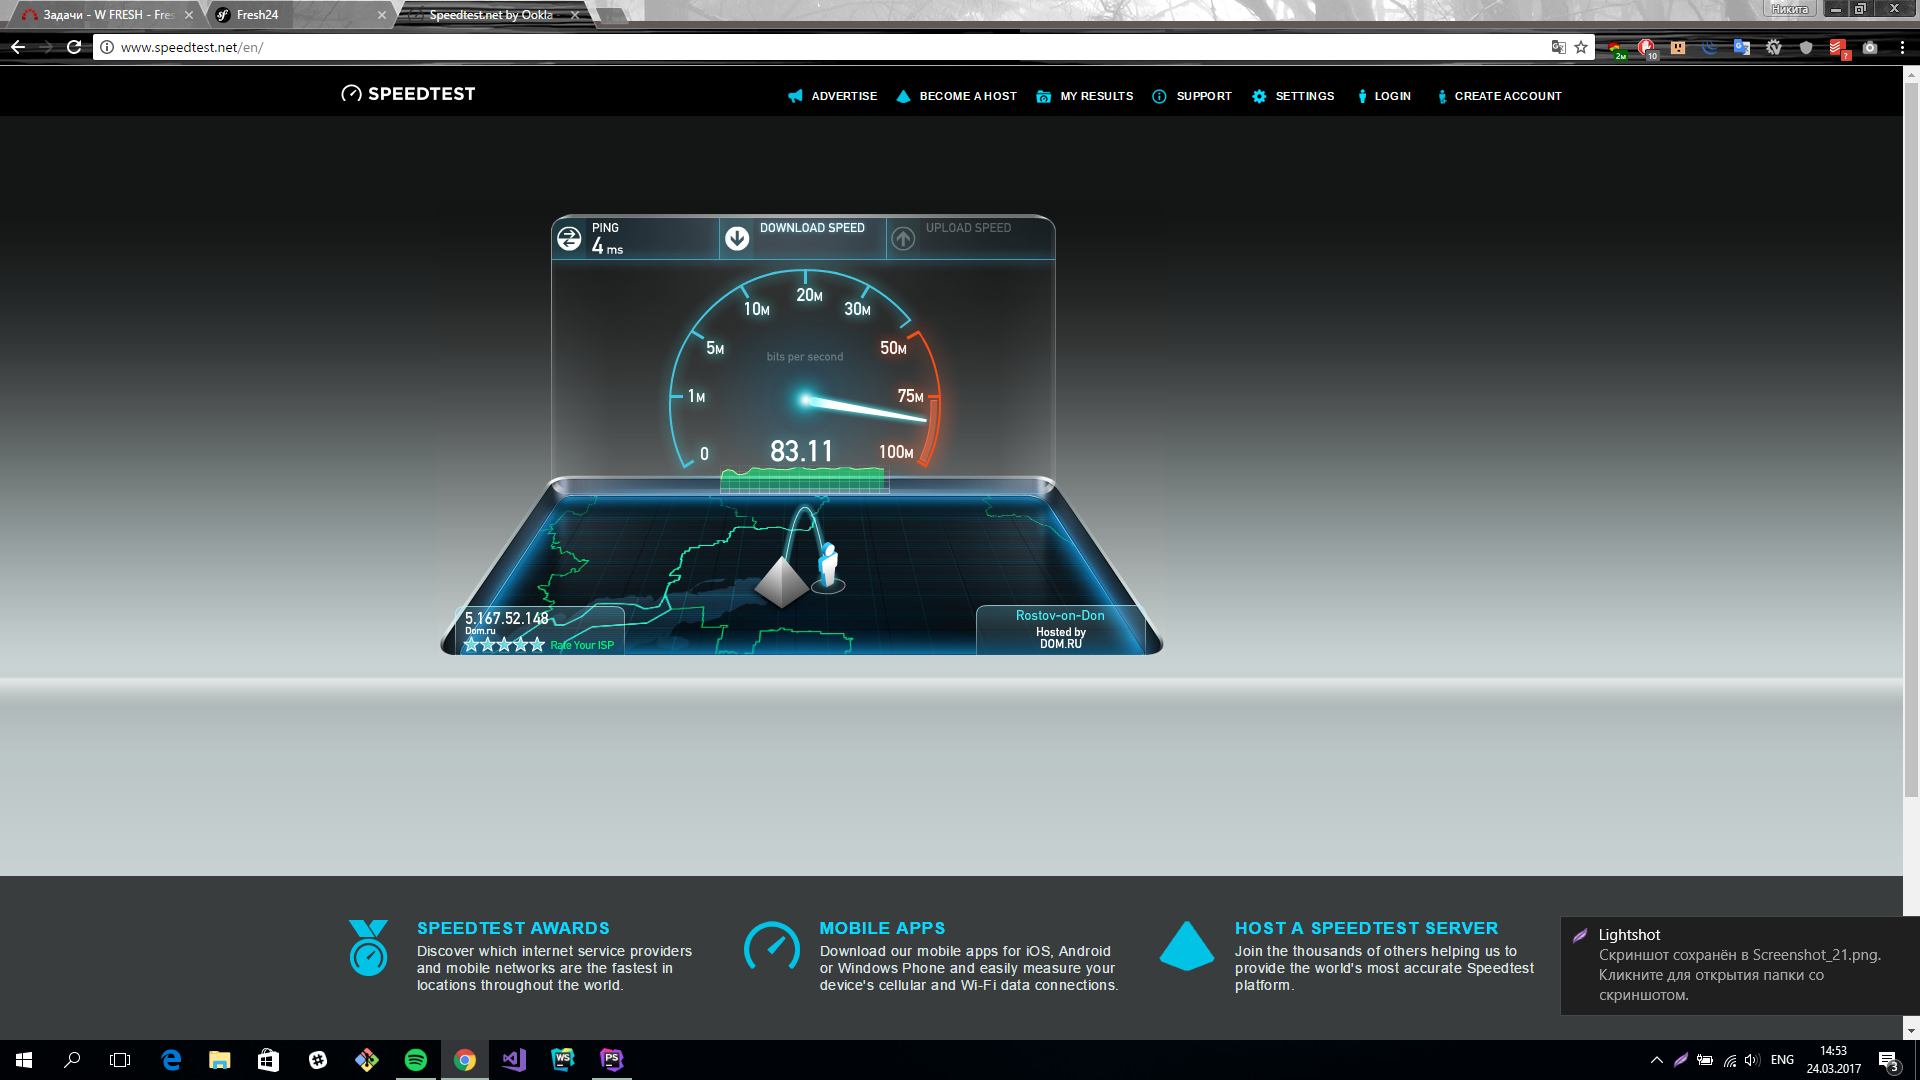 Задачи - W FRESH - Fres
Fresh24
Speedtest.net by Ookla
Никита
www.speedtest.net/en/
2м
10
?
SPEEDTEST
ADVERTISE
BECOME A HOST
MY RESULTS
SUPPORT
SETTINGS
LOGIN
CREATE ACCOUNT
PING
4 ms
DOWNLOAD SPEED
UPLOAD SPEED
20M
10M
30M
5M
50M
bits per second
1M
75M
0
83.11
100M
5.167.52.148
Dom.ru
Rate Your ISP
Rostov-on-Don
Hosted by
DOM.RU
SPEEDTEST AWARDS
Discover which internet service providers
and mobile networks are the fastest in
locations throughout the world.
MOBILE APPS
Download our mobile apps for iOS, Android
or Windows Phone and easily measure your
device's cellular and Wi-Fi data connections.
HOST A SPEEDTEST SERVER
Join the thousands of others helping us to
provide the world's most accurate Speedtest
platform.
Lightshot
Скриншот сохранён в Screenshot_21.png.
Кликните для открытия папки со
скриншотом.
WS
PS
ENG
14:53
24.03.2017
3